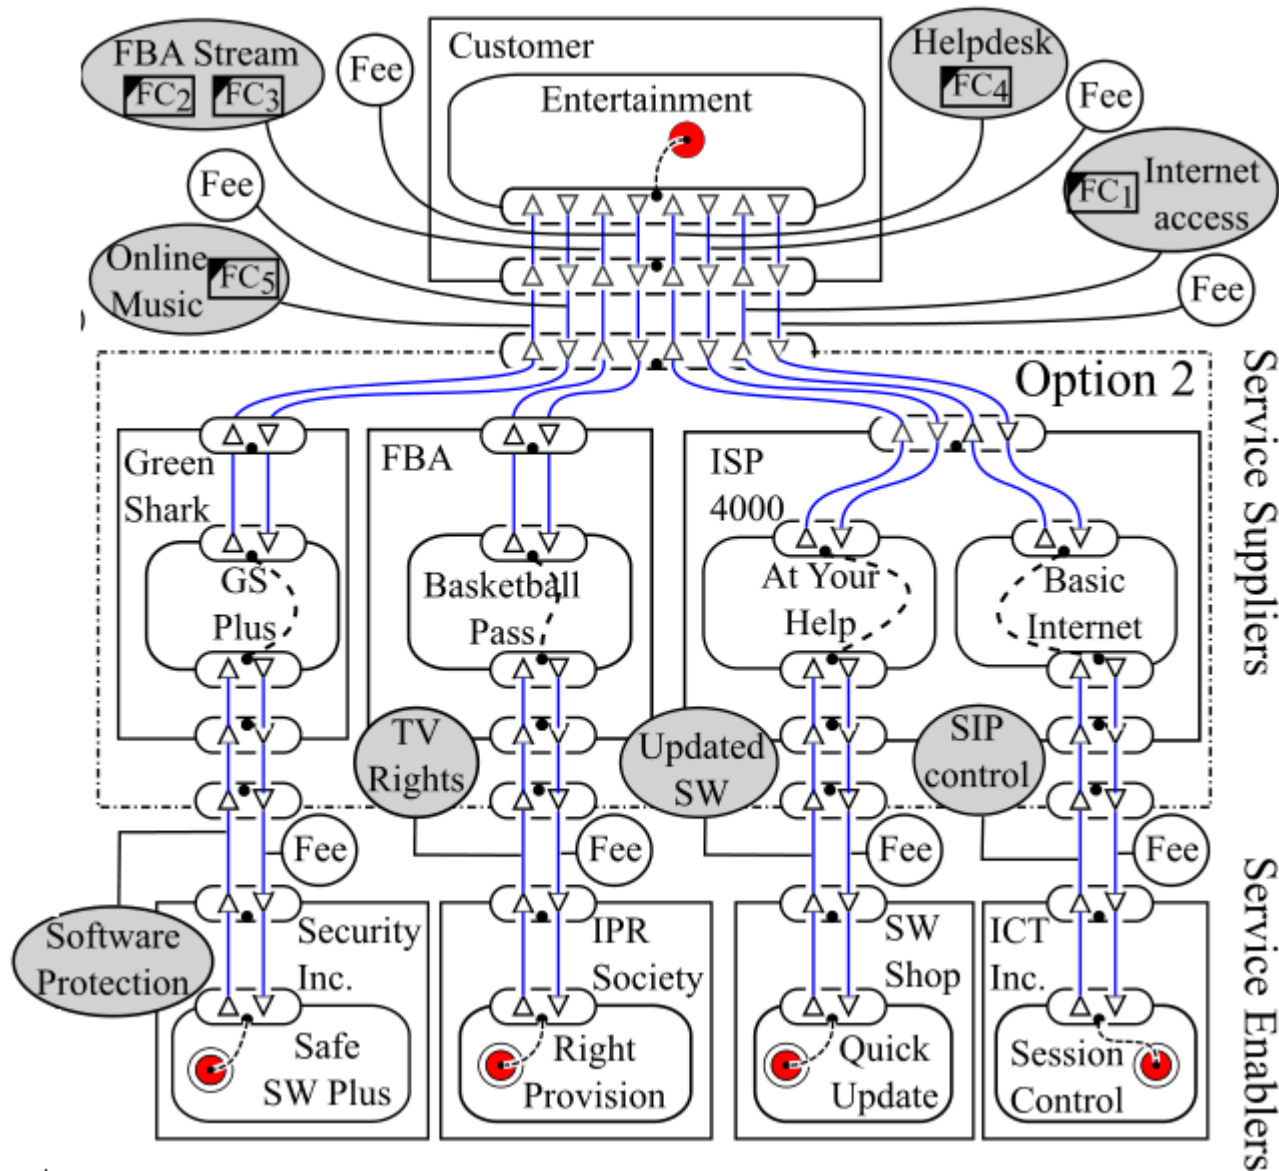 FBA Stream
FC2 FC3
Fee
Customer
Entertainment
Helpdesk
FC4
Fee
Fee
FC1
Internet
access
Online
Music
FC5
Fee
Option 2
Service Suppliers
Green
Shark
FBA
ISP
4000
GS
Plus
Basketball
Pass
At Your
Help
Basic
Internet
TV
Rights
Updated
SW
SIP
control
Fee
Fee
Fee
Fee
Service Enablers
Software
Protection
Security
Inc.
IPR
Society
SW
Shop
ICT
Inc.
Safe
SW Plus
Right
Provision
Quick
Update
Session
Control